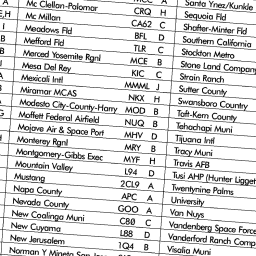 Santa Ynez/Kunkle
A Mc Clellan-Palomar CRQ H Sequoia Fld
Mc Millan CA62 C Shafter-Minter Fld
Meadows Fld BFL D Southern California
Mefford Fld TLR C Stockton Metro
Merced Yosemite Rgnl MCE B Stone Land Company
Mesa Del Rey KIC C Strain Ranch
Mexicali Intl MMML J Sutter County
Miramar MCAS NKX H Swansboro Country
Modesto City-County-Harry MOD B Taft-Kern County
Moffett Federal Airfield NUQ B Tehachapi Muni
Mojave Air & Space Port MHV D Tijuana Intl
Monterey Rgnl MRY B Tracy Muni
Montgomery-Gibbs Exec MYF H Travis AFB
Mountain Valley L94 D Tusi AHP (Hunter Ligget
Mustang 2CL9 A Twentynine Palms
Napa County APC A University
Nevada County GOO A Van Nuys
New Coalinga Muni C80 C Vandenberg Space Force
New Cuyama L88 D Vanderford Ranch Comp
New Jerusalem 1Q4 B Visalia Muni
Norman Y Mineta San